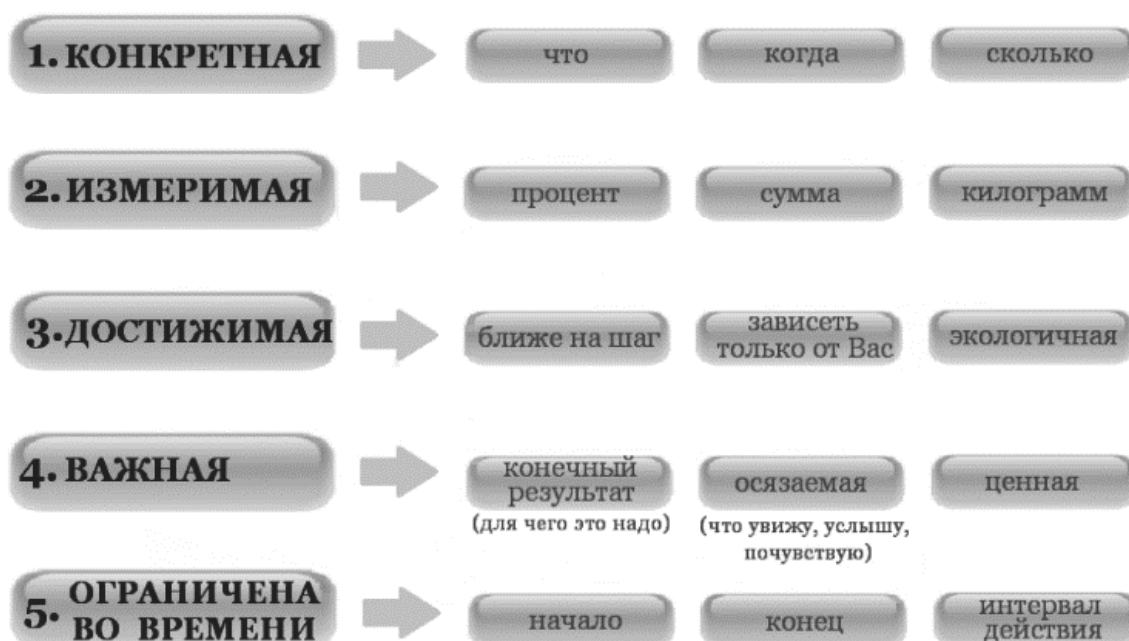 1. КОНКРЕТНАЯ
что
когда
сколько
2. ИЗМЕРИМАЯ
процент
сумма
килограмм
3. ДОСТИЖИМАЯ
ближе на шаг
зависеть
только от Вас
экологичная
4. ВАЖНАЯ
конечный
результат
(для чего это надо)
осязаемая
(что увижу, услышу,
почувствую)
ценная
5. ОГРАНИЧЕНА
ВО ВРЕМЕНИ
начало
конец
интервал
действия